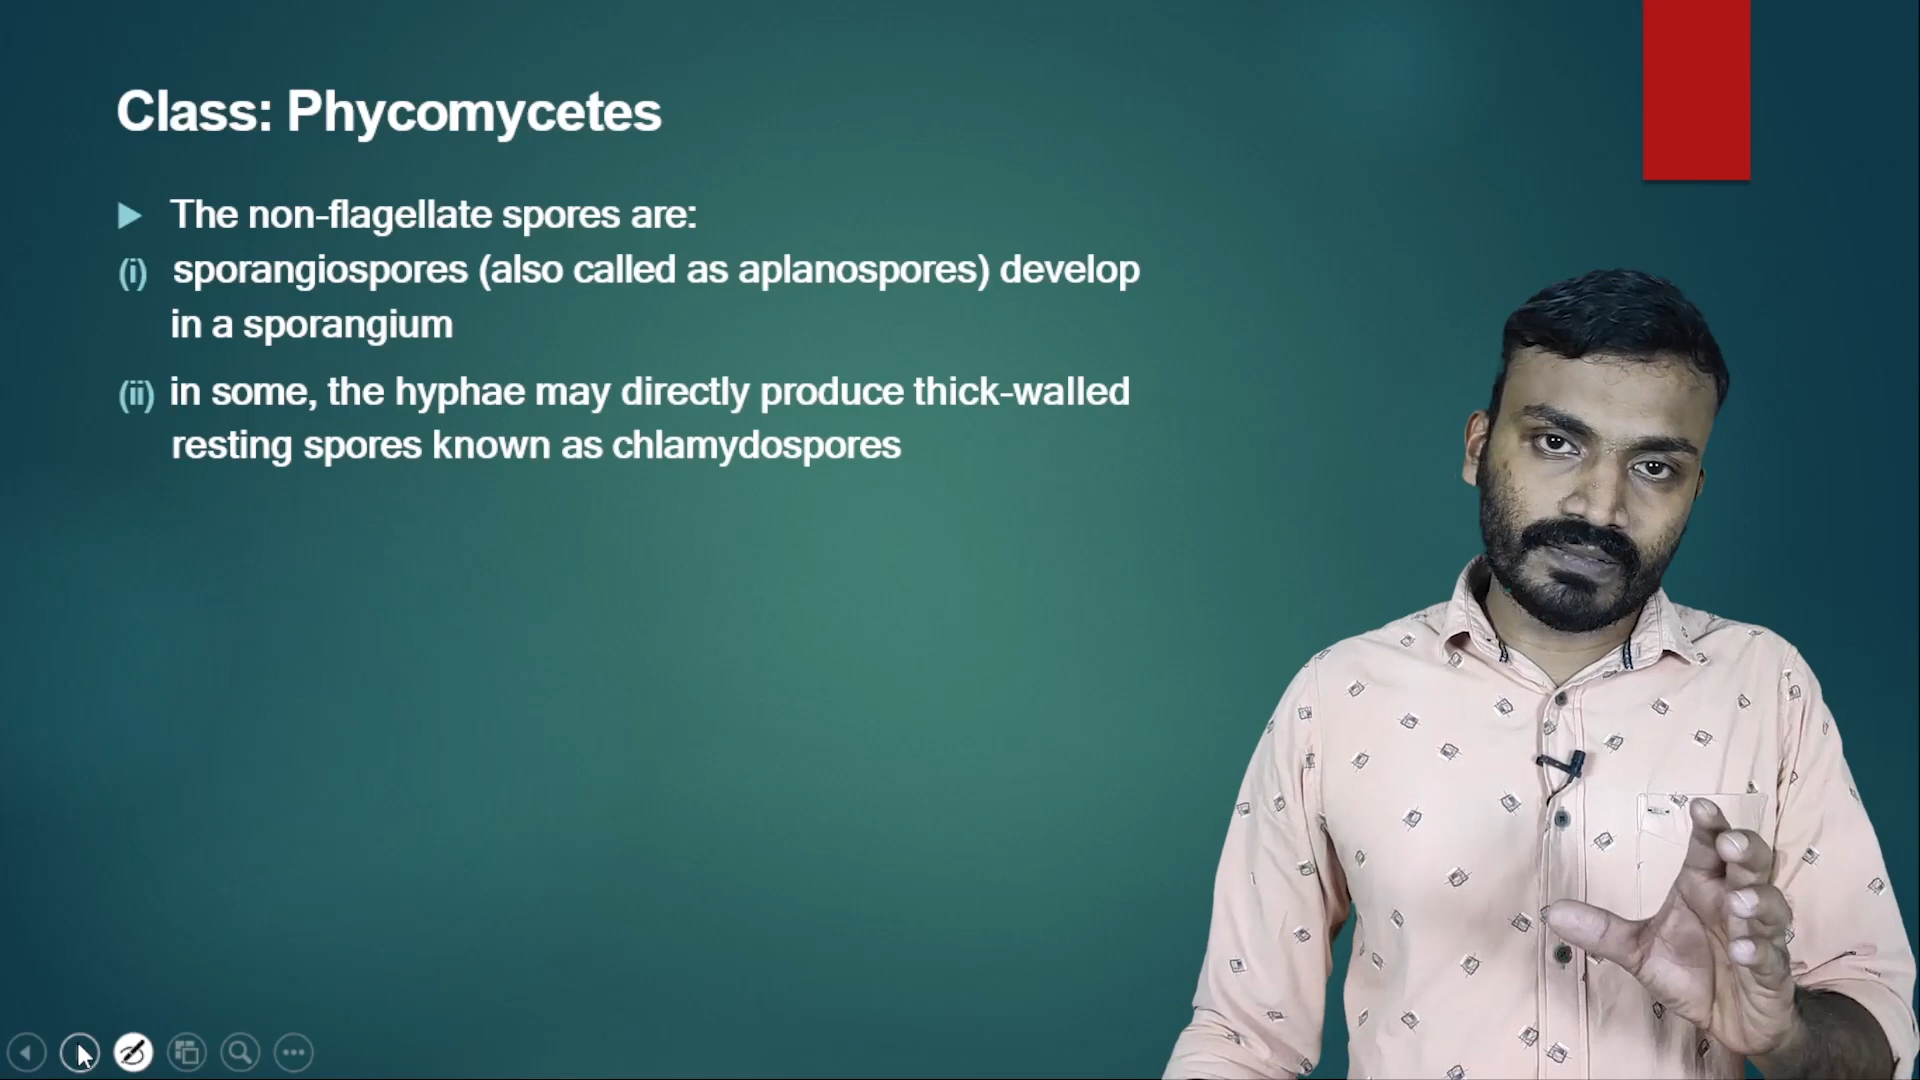 Class: Phycomycetes
The non-flagellate spores are:
(i) sporangiospores (also called as aplanospores) develop
in a sporangium
(ii) in some, the hyphae may directly produce thick-walled
resting spores known as chlamydospores